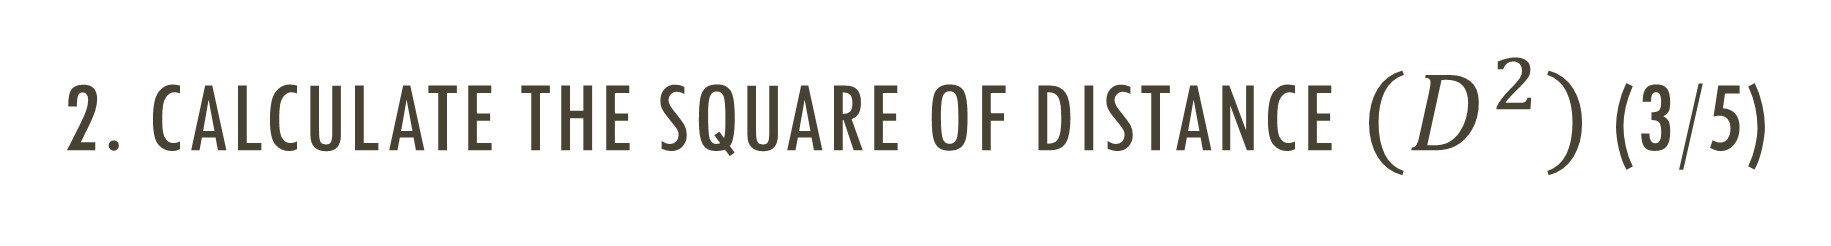 2. CALCULATE THE SQUARE OF DISTANCE (D²) (3/5)